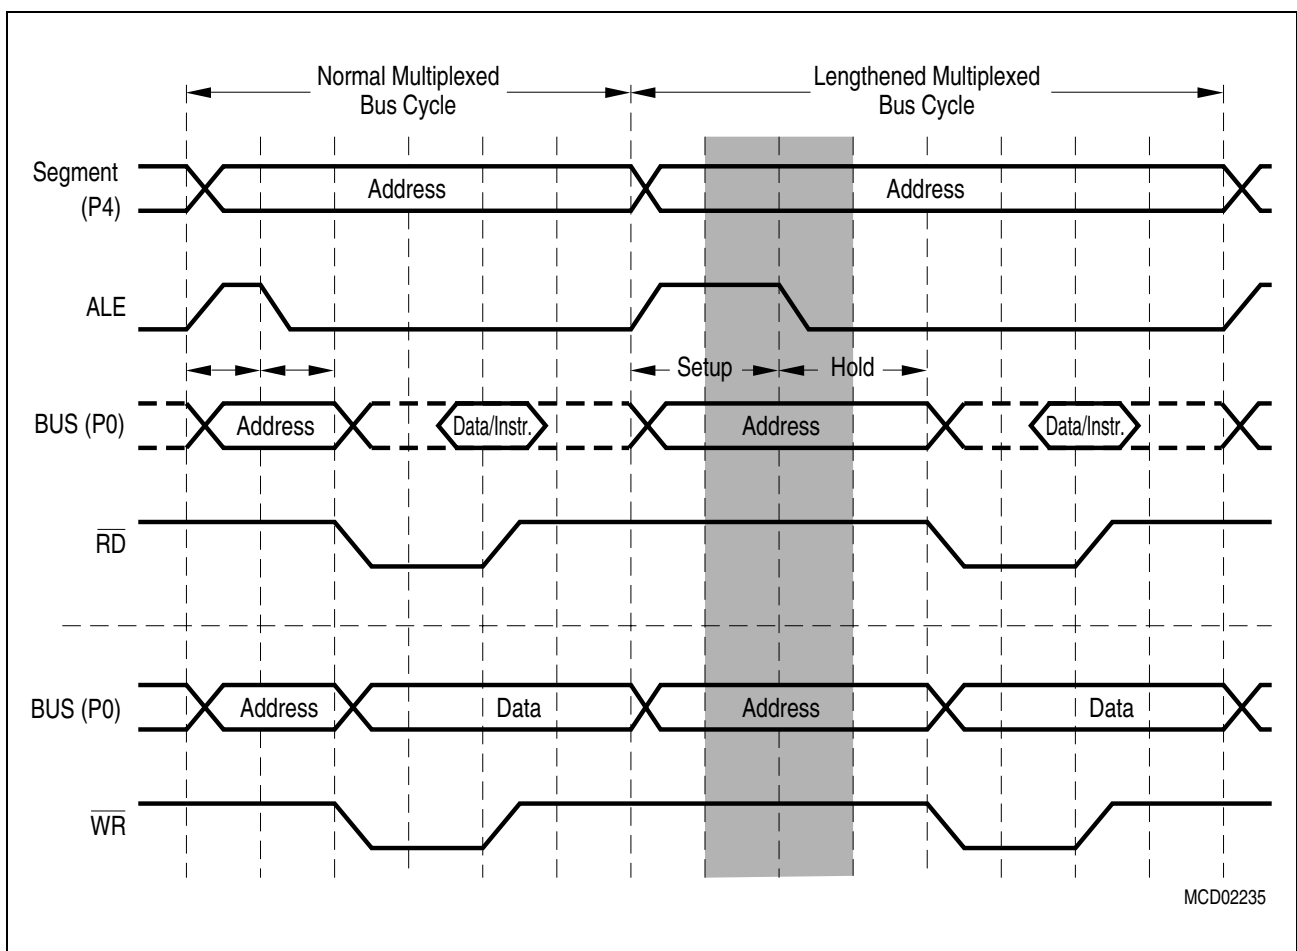 Normal Multiplexed
Bus Cycle
Lengthened Multiplexed
Bus Cycle
Segment
(P4)
Address
Address
ALE
Setup
Hold
BUS (P0)
Address
Data/Instr.
Address
Data/Instr.
RD
BUS (P0)
Address
Data
Address
Data
WR
MCD02235